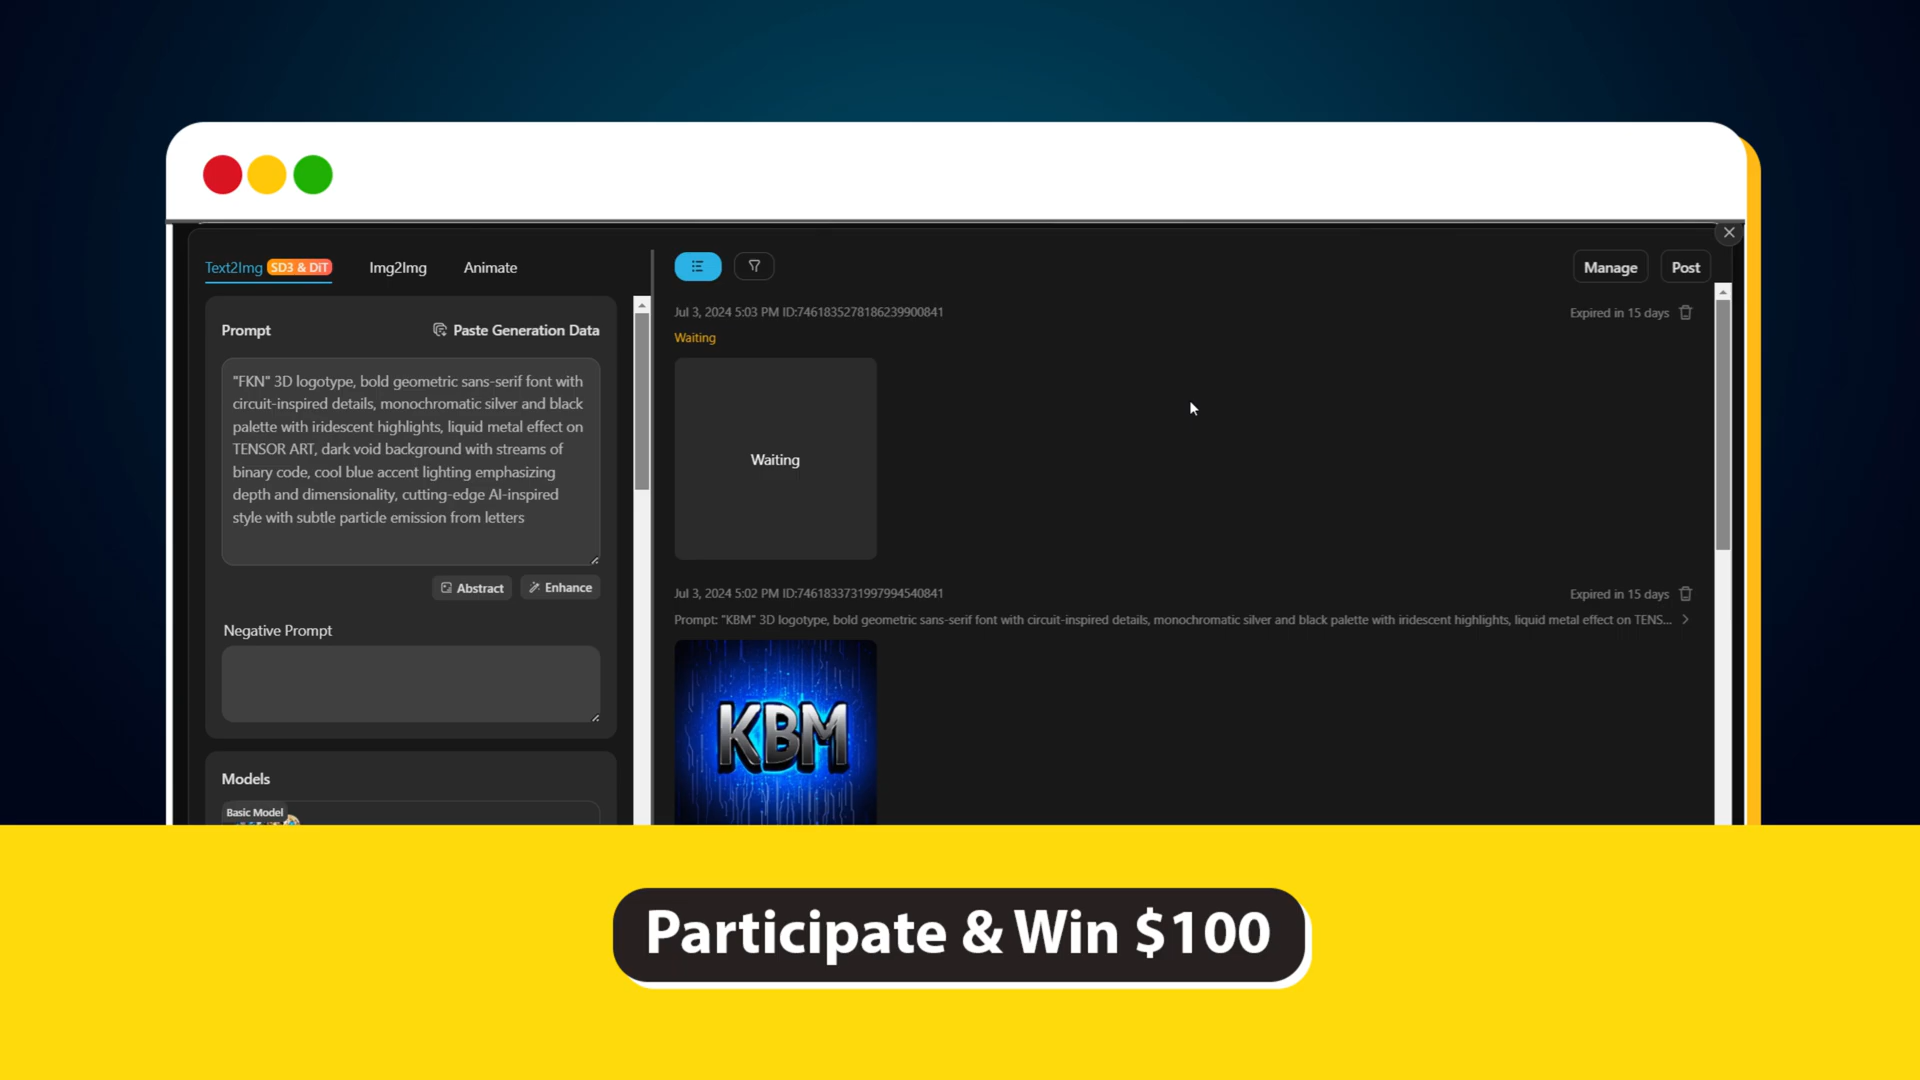 Text2Img SD3 & DiT Img2Img Animate
Manage Post
Prompt Paste Generation Data
"FKN" 3D logotype, bold geometric sans-serif font with
circuit-inspired details, monochromatic silver and black
palette with iridescent highlights, liquid metal effect on
TENSOR ART, dark void background with streams of
binary code, cool blue accent lighting emphasizing
depth and dimensionality, cutting-edge AI-inspired
style with subtle particle emission from letters
Abstract Enhance
Negative Prompt
Models
Basic Model
Jul 3, 2024 5:03 PM ID:746183527818623990​0841 Expired in 15 days
Waiting
Waiting
Jul 3, 2024 5:02 PM ID:746183373199799454​0841 Expired in 15 days
Prompt: "KBM" 3D logotype, bold geometric sans-serif font with circuit-inspired details, monochromatic silver and black palette with iridescent highlights, liquid metal effect on TENS...
KBM
Participate & Win $100